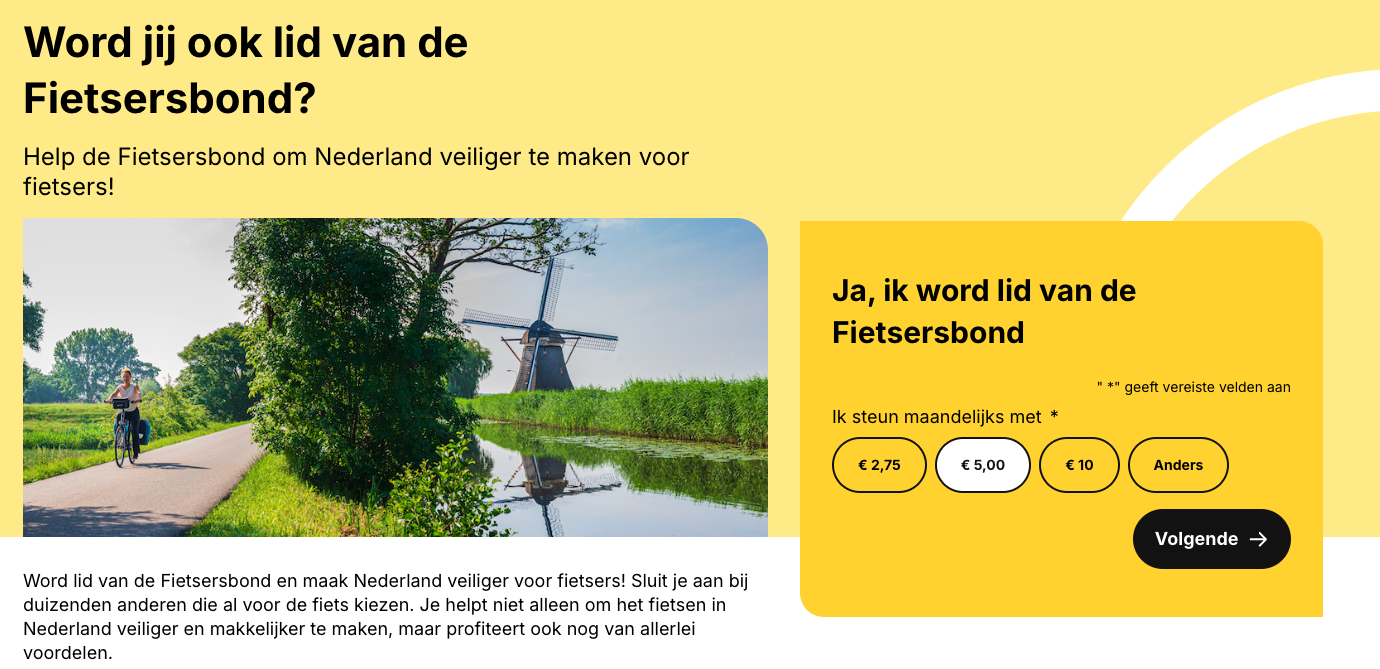 Word jij ook lid van de
Fietsersbond?
Help de Fietsersbond om Nederland veiliger te maken voor
fietsers!
Ja, ik word lid van de
Fietsersbond
" *" geeft vereiste velden aan
Ik steun maandelijks met *
€ 2,75 € 5,00 € 10 Anders
Volgende →
Word lid van de Fietsersbond en maak Nederland veiliger voor fietsers! Sluit je aan bij
duizenden anderen die al voor de fiets kiezen. Je helpt niet alleen om het fietsen in
Nederland veiliger en makkelijker te maken, maar profiteert ook nog van allerlei
voordelen.